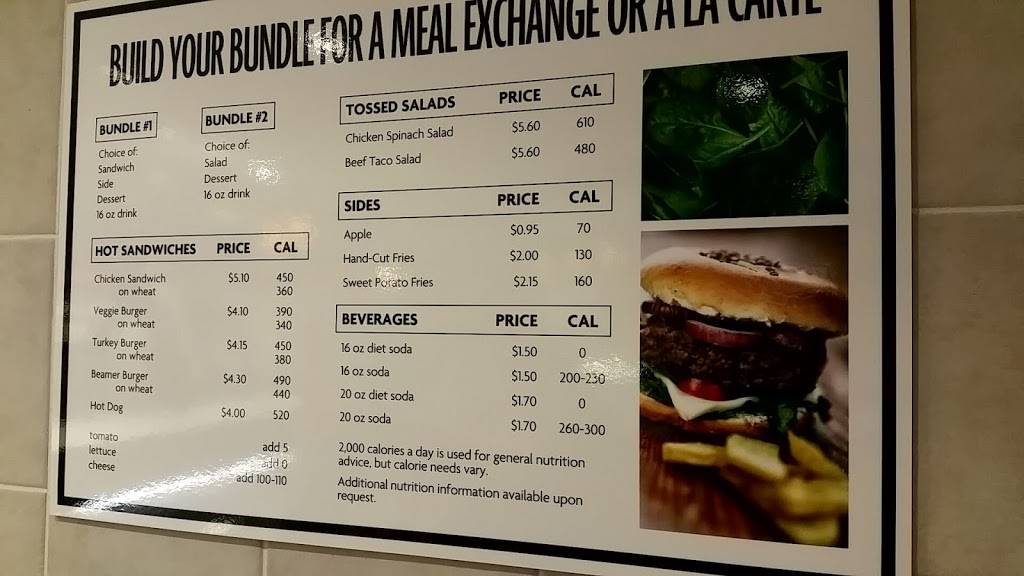 BUILD YOUR BUNDLE FOR A MEAL EXCHANGE OR A LA CARTE
BUNDLE #1
Choice of:
Sandwich
Side
Dessert
16 oz drink
BUNDLE #2
Choice of:
Salad
Dessert
16 oz drink
HOT SANDWICHES PRICE CAL
Chicken Sandwich $5.10 450
on wheat 360
Veggie Burger $4.10 390
on wheat 340
Turkey Burger $4.15 450
on wheat 380
Beamer Burger $4.30 490
on wheat 440
Hot Dog $4.00 520
tomato add 5
lettuce add 0
cheese add 100-110
TOSSED SALADS PRICE CAL
Chicken Spinach Salad $5.60 610
Beef Taco Salad $5.60 480
SIDES PRICE CAL
Apple $0.95 70
Hand-Cut Fries $2.00 130
Sweet Potato Fries $2.15 160
BEVERAGES PRICE CAL
16 oz diet soda $1.50 0
16 oz soda $1.50 200-230
20 oz diet soda $1.70 0
20 oz soda $1.70 260-300
2,000 calories a day is used for general nutrition
advice, but calorie needs vary.
Additional nutrition information available upon
request.